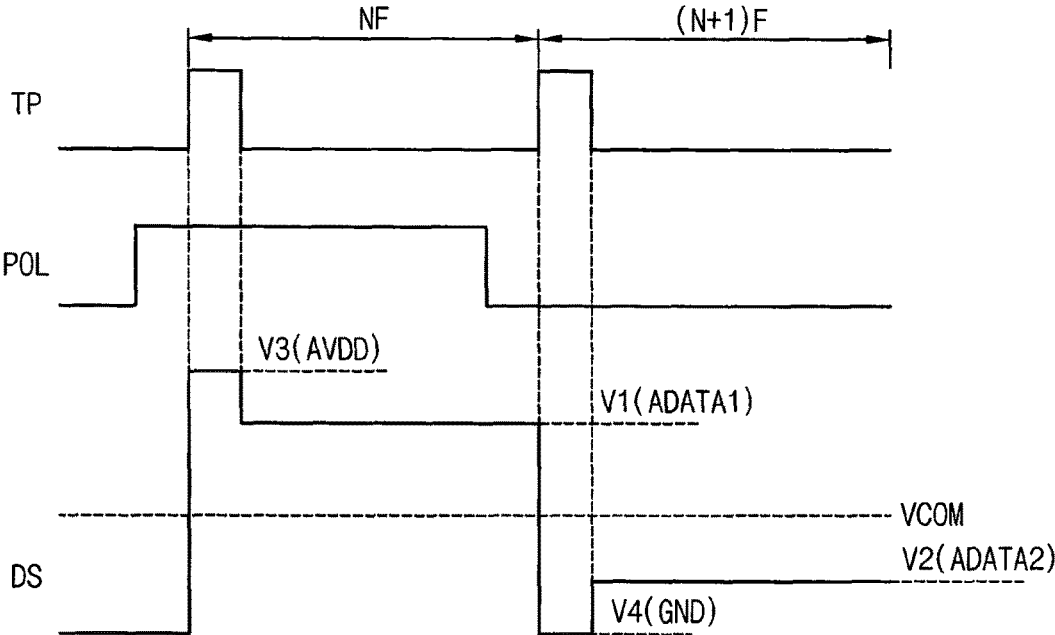 NF (N+1)F
TP
POL
V3(AVDD)
V1(ADATA1)
VCOM
V2(ADATA2)
DS
V4(GND)